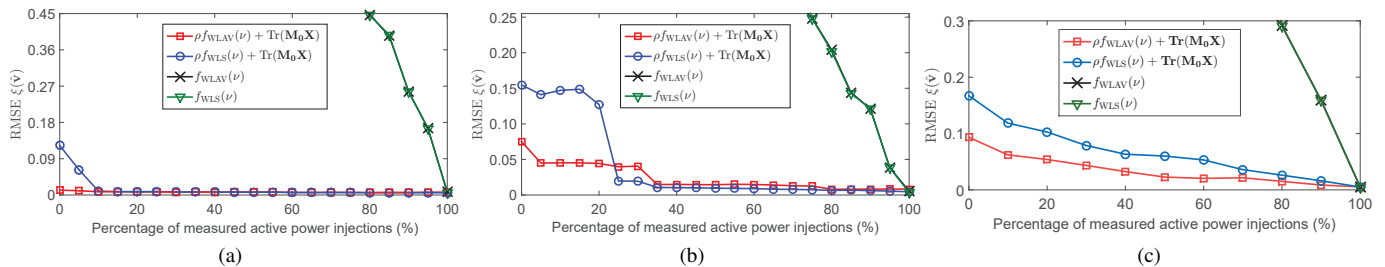 0.45
0.36
0.27
0.18
0.09
0
RMSE ξ(v̂)
ρf_WLAV(ν) + Tr(M₀X)
ρf_WLS(ν) + Tr(M₀X)
f_WLAV(ν)
f_WLS(ν)
0 20 40 60 80 100
Percentage of measured active power injections (%)
(a)
0.25
0.20
0.15
0.10
0.05
0
RMSE ξ(v̂)
ρf_WLAV(ν) + Tr(M₀X)
ρf_WLS(ν) + Tr(M₀X)
f_WLAV(ν)
f_WLS(ν)
0 20 40 60 80 100
Percentage of measured active power injections (%)
(b)
0.3
0.2
0.1
0
RMSE ξ(v̂)
ρf_WLAV(ν) + Tr(M₀X)
ρf_WLS(ν) + Tr(M₀X)
f_WLAV(ν)
f_WLS(ν)
0 20 40 60 80 100
Percentage of measured active power injections (%)
(c)